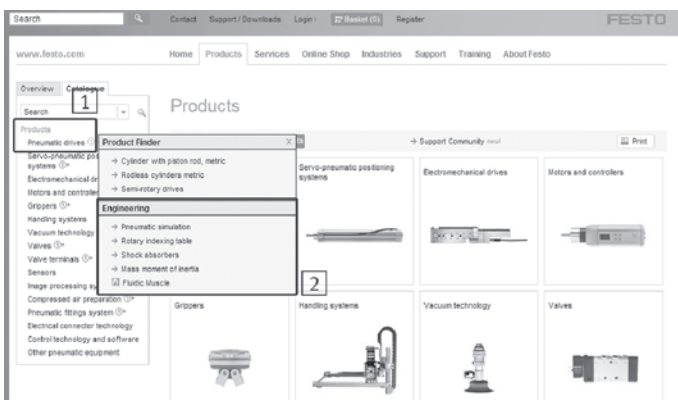 Search
Contact Support / Downloads Login Basket (0) Register
FESTO
www.festo.com
Home Products Services Online Shop Industries Support Training About Festo
Overview Catalogue
1
Search
Products
Products
Pneumatic drives
Servo-pneumatic
systems
Electromechanical
Motors and controllers
Grippers
Handling systems
Vacuum technology
Valves
Valve terminals
Sensors
Image processing
Compressed air preparation
Pneumatic fittings system
Electrical connector technology
Control technology and software
Other pneumatic equipment
Product Finder X
→ Cylinder with piston rod, metric
→ Rodless cylinders metric
→ Semi-rotary drives
Engineering
→ Pneumatic simulation
→ Rotary indexing table
→ Shock absorbers
→ Mass moment of inertia
Fluidic Muscle
2
→ Support Community new!
Print
Servo-pneumatic positioning
systems
Electromechanical drives
Motors and controllers
Grippers
Handling systems
Vacuum technology
Valves